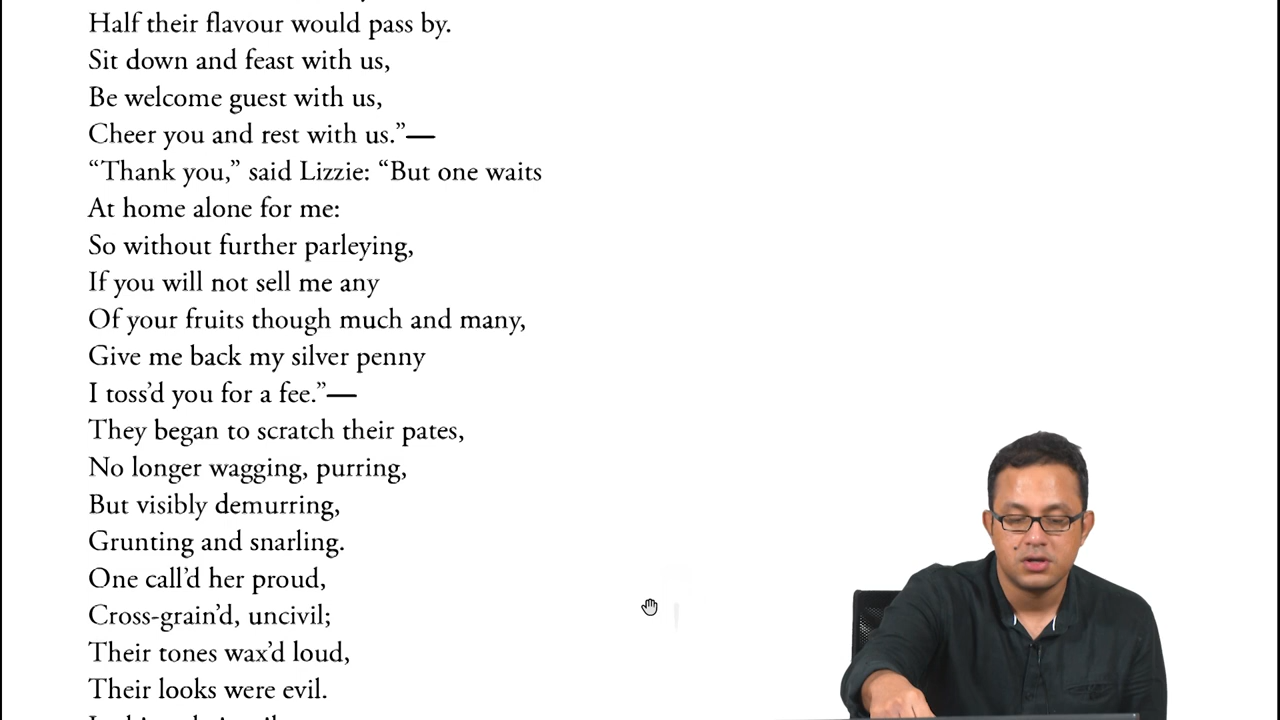 Half their flavour would pass by.
Sit down and feast with us,
Be welcome guest with us,
Cheer you and rest with us.”—
“Thank you,” said Lizzie: “But one waits
At home alone for me:
So without further parleying,
If you will not sell me any
Of your fruits though much and many,
Give me back my silver penny
I toss’d you for a fee.”—
They began to scratch their pates,
No longer wagging, purring,
But visibly demurring,
Grunting and snarling.
One call’d her proud,
Cross-grain’d, uncivil;
Their tones wax’d loud,
Their looks were evil.